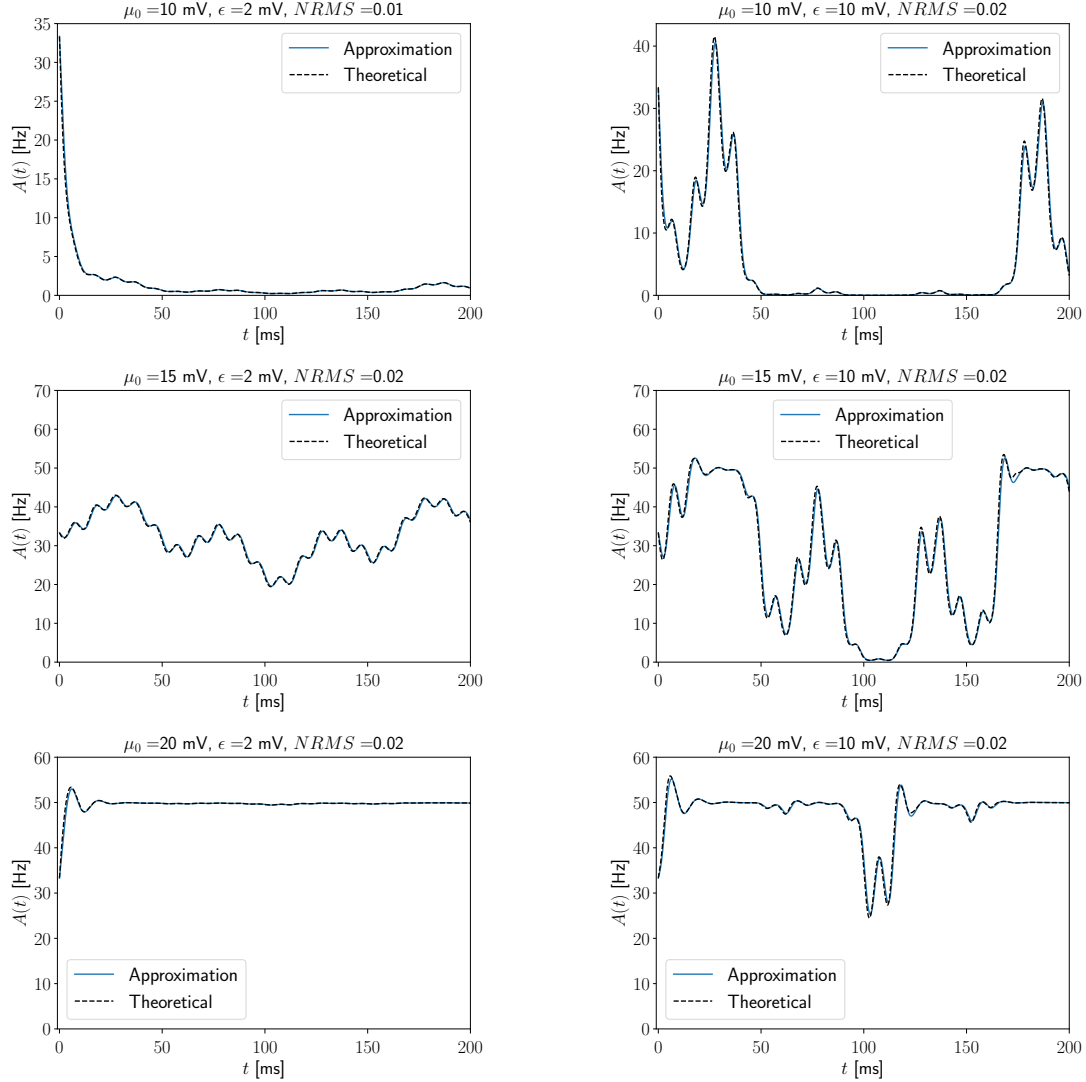 μ₀ =10 mV, ϵ =2 mV, NRMS =0.01
35
30
25
20
15
10
5
0
A(t) [Hz]
Approximation
Theoretical
0 50 100 150 200
t [ms]
μ₀ =10 mV, ϵ =10 mV, NRMS =0.02
40
30
20
10
0
A(t) [Hz]
Approximation
Theoretical
0 50 100 150 200
t [ms]
μ₀ =15 mV, ϵ =2 mV, NRMS =0.02
70
60
50
40
30
20
10
0
A(t) [Hz]
Approximation
Theoretical
0 50 100 150 200
t [ms]
μ₀ =15 mV, ϵ =10 mV, NRMS =0.02
70
60
50
40
30
20
10
0
A(t) [Hz]
Approximation
Theoretical
0 50 100 150 200
t [ms]
μ₀ =20 mV, ϵ =2 mV, NRMS =0.02
60
50
40
30
20
10
0
A(t) [Hz]
Approximation
Theoretical
0 50 100 150 200
t [ms]
μ₀ =20 mV, ϵ =10 mV, NRMS =0.02
60
50
40
30
20
10
0
A(t) [Hz]
Approximation
Theoretical
0 50 100 150 200
t [ms]